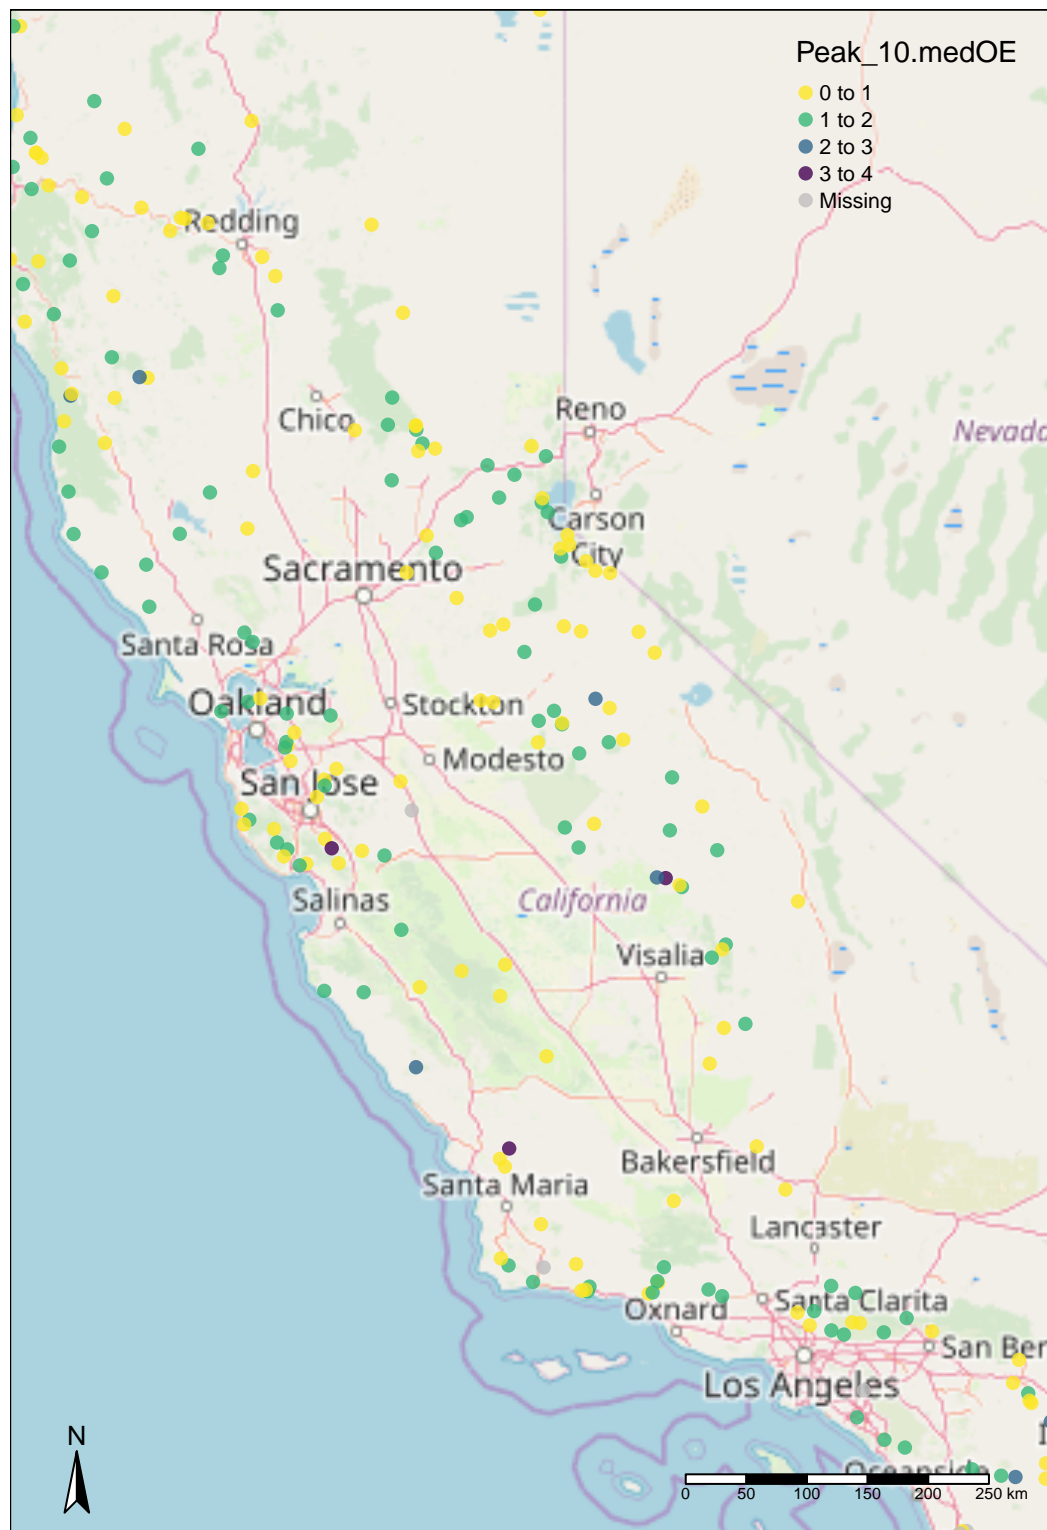 Peak_10.medOE
0 to 1
1 to 2
2 to 3
3 to 4
Missing
Redding
Reno
Chico
Nevada
Carson
City
Sacramento
Santa Rosa
Oakland
Stockton
Modesto
San Jose
Salinas
California
Visalia
Bakersfield
Santa Maria
Lancaster
Santa Clarita
Oxnard
San Ber
Los Angeles
N
Oceanside
0 50 100 150 200 250 km